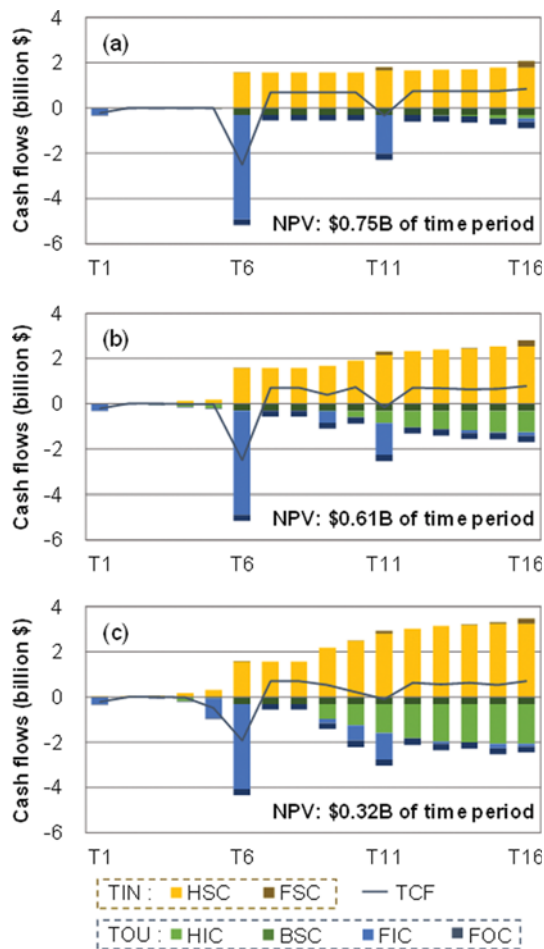 (a)
Cash flows (billion $)
4
2
0
-2
-4
-6
NPV: $0.75B of time period
T1 T6 T11 T16
(b)
Cash flows (billion $)
4
2
0
-2
-4
-6
NPV: $0.61B of time period
T1 T6 T11 T16
(c)
Cash flows (billion $)
4
2
0
-2
-4
-6
NPV: $0.32B of time period
T1 T6 T11 T16
TIN : HSC FSC TCF
TOU : HIC BSC FIC FOC